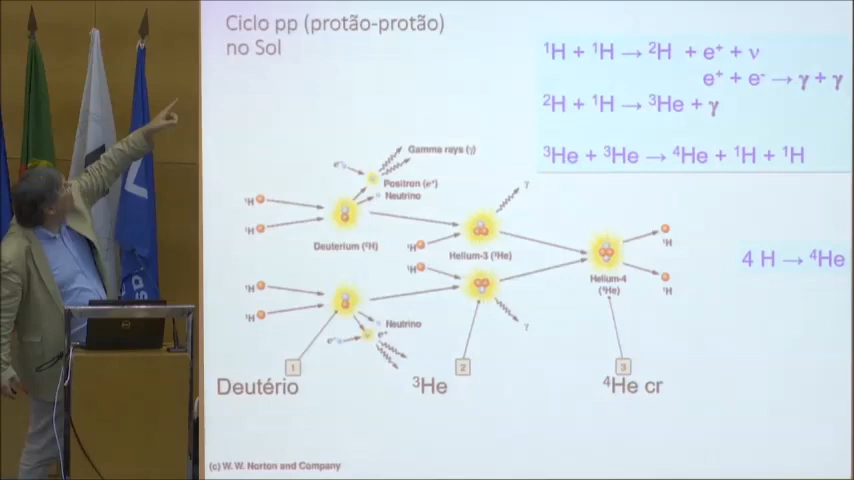 Ciclo pp (protão-protão)
no Sol
¹H + ¹H → ²H + e⁺ + ν
e⁺ + e⁻ → γ + γ
²H + ¹H → ³He + γ
³He + ³He → ⁴He + ¹H + ¹H
4 H → ⁴He
e⁻
Gamma rays (γ)
Positron (e⁺)
Neutrino
¹H
¹H
Deuterium (²H)
γ
¹H
Helium-3 (³He)
¹H
¹H
¹H
Helium-4
(⁴He)
¹H
¹H
Neutrino
e⁺
e⁻
γ
1
2
3
Deutério
³He
⁴He cr
(c) W. W. Norton and Company
DELL